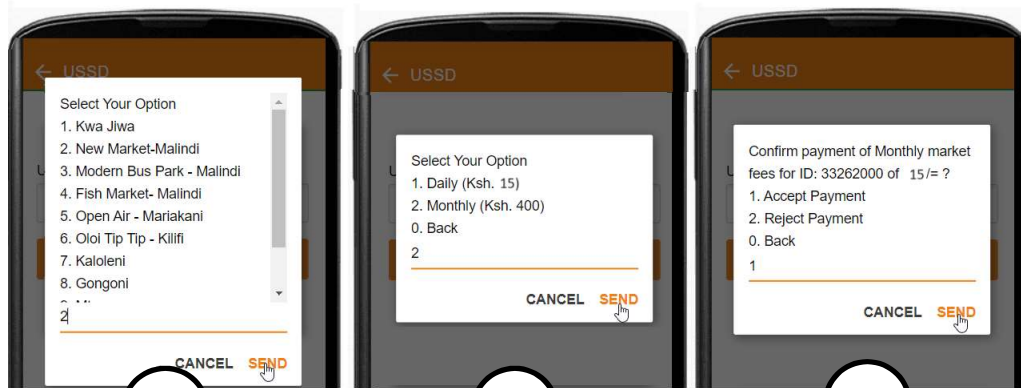 ← USSD
Select Your Option
1. Kwa Jiwa
2. New Market-Malindi
3. Modern Bus Park - Malindi
4. Fish Market- Malindi
5. Open Air - Mariakani
6. Oloi Tip Tip - Kilifi
7. Kaloleni
8. Gongoni
2
CANCEL SEND
← USSD
Select Your Option
1. Daily (Ksh. 15)
2. Monthly (Ksh. 400)
0. Back
2
CANCEL SEND
← USSD
Confirm payment of Monthly market
fees for ID: 33262000 of 15/= ?
1. Accept Payment
2. Reject Payment
0. Back
1
CANCEL SEND